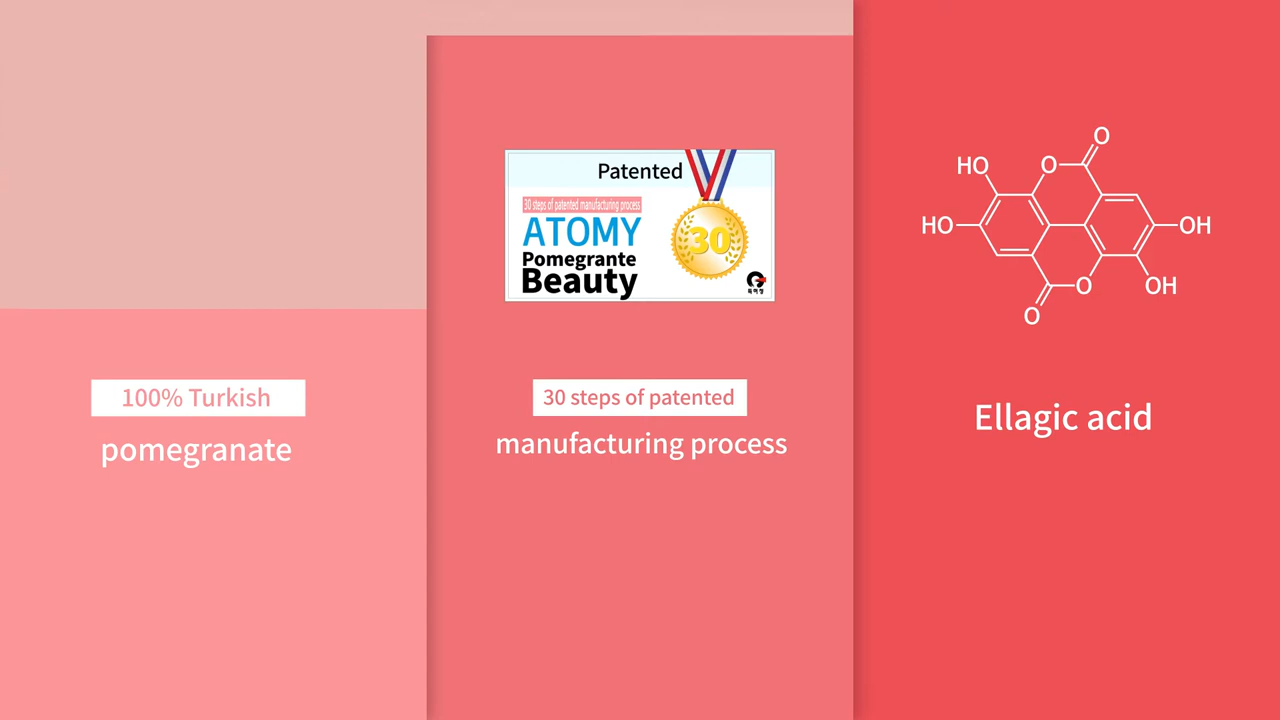 100% Turkish
pomegranate
Patented
30 steps of patented manufacturing process
ATOMY
Pomegrante
Beauty
30
30 steps of patented
manufacturing process
O
HO
O
HO
OH
O
OH
O
Ellagic acid